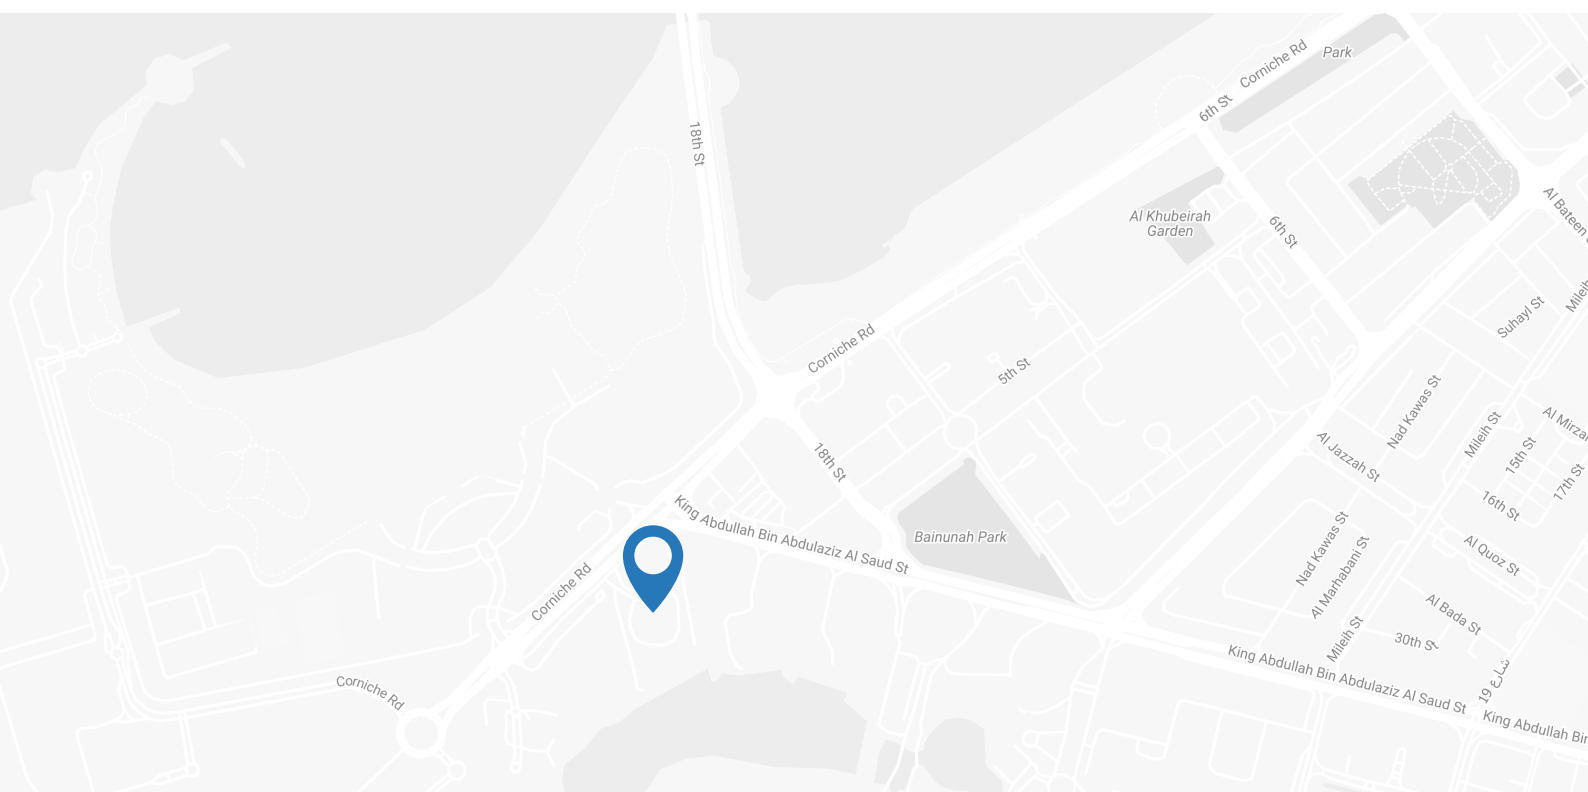 Park
Corniche Rd
6th St
18th St
Al Khubeirah
Garden
6th St
Al Bateen
Mileih
Suhayl St
Corniche Rd
5th St
Nad Kawas St
Mileih St
Al Mirza
Al Jazzah St
15th St
17th St
18th St
16th St
King Abdullah Bin Abdulaziz Al Saud St
Bainunah Park
Nad Kawas St
Al Marhabani St
Al Quoz St
Corniche Rd
Al Bada St
30th St
Mileih St
King Abdullah Bin Abdulaziz Al Saud St
شارع 19
Corniche Rd
King Abdullah Bin